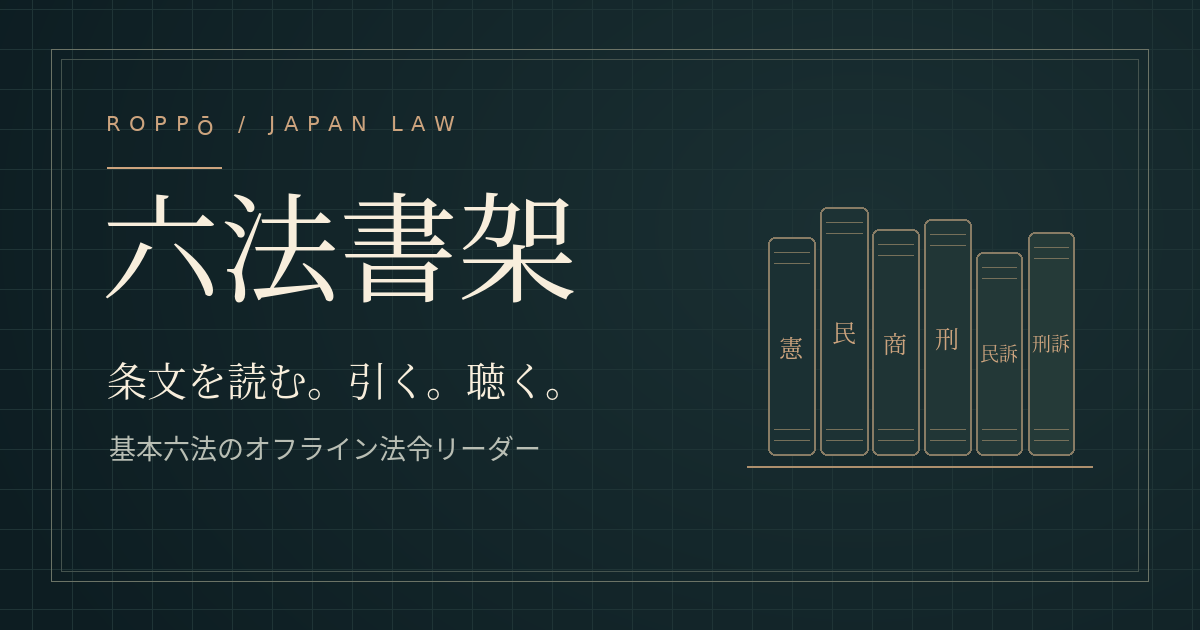 ROPPŌ / JAPAN LAW
六法書架
条文を読む。引く。聴く。
基本六法のオフライン法令リーダー
憲
民
商
刑
民訴
刑訴